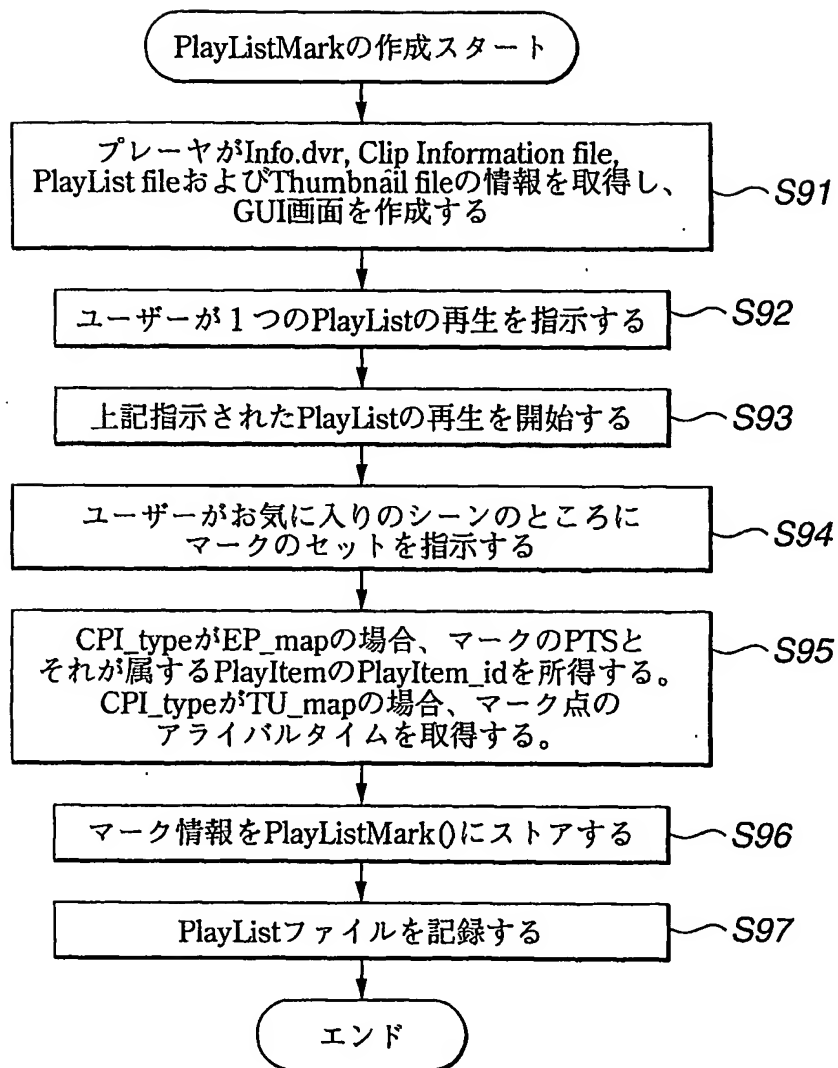 PlayListMarkの作成スタート
プレーヤがInfo.dvr, Clip Information file,
PlayList fileおよびThumbnail fileの情報を取得し、
GUI画面を作成する
S91
ユーザーが1つのPlayListの再生を指示する
S92
上記指示されたPlayListの再生を開始する
S93
ユーザーがお気に入りのシーンのところに
マークのセットを指示する
S94
CPI_typeがEP_mapの場合、マークのPTSと
それが属するPlayItemのPlayItem_idを所得する。
CPI_typeがTU_mapの場合、マーク点の
アライバルタイムを取得する。
S95
マーク情報をPlayListMark()にストアする
S96
PlayListファイルを記録する
S97
エンド